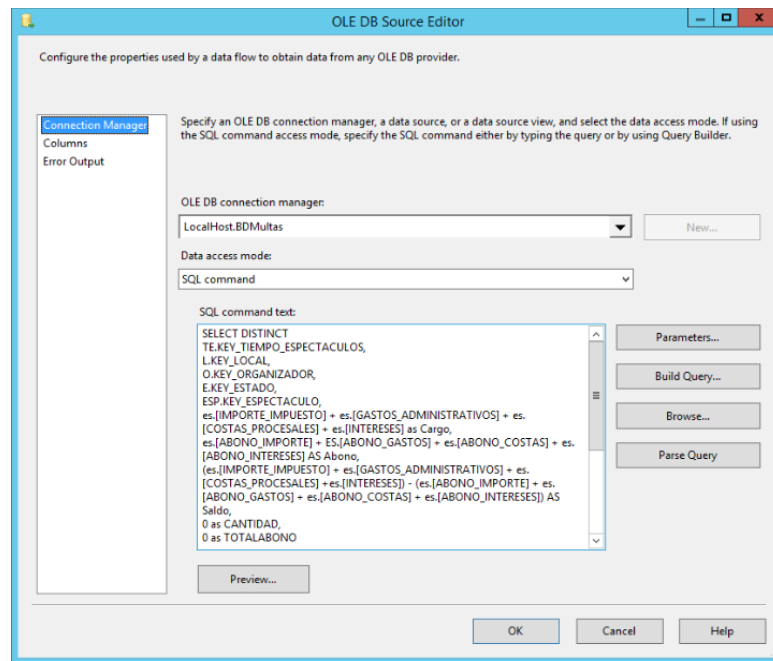 OLE DB Source Editor
Configure the properties used by a data flow to obtain data from any OLE DB provider.
Connection Manager
Columns
Error Output
Specify an OLE DB connection manager, a data source, or a data source view, and select the data access mode. If using
the SQL command access mode, specify the SQL command either by typing the query or by using Query Builder.
OLE DB connection manager:
LocalHost.BDMultas
New...
Data access mode:
SQL command
SQL command text:
SELECT DISTINCT
TE.KEY_TIEMPO_ESPECTACULOS,
L.KEY_LOCAL,
O.KEY_ORGANIZADOR,
E.KEY_ESTADO,
ESP.KEY_ESPECTACULO,
es.[IMPORTE_IMPUESTO] + es.[GASTOS_ADMINISTRATIVOS] + es.
[COSTAS_PROCESALES] + es.[INTERESES] as Cargo,
es.[ABONO_IMPORTE] + ES.[ABONO_GASTOS] + es.[ABONO_COSTAS] + es.
[ABONO_INTERESES] AS Abono,
(es.[IMPORTE_IMPUESTO] + es.[GASTOS_ADMINISTRATIVOS] + es.
[COSTAS_PROCESALES] +es.[INTERESES]) - (es.[ABONO_IMPORTE] + es.
[ABONO_GASTOS] + es.[ABONO_COSTAS] + es.[ABONO_INTERESES]) AS
Saldo,
0 as CANTIDAD,
0 as TOTALABONO
Parameters...
Build Query...
Browse...
Parse Query
Preview...
OK
Cancel
Help